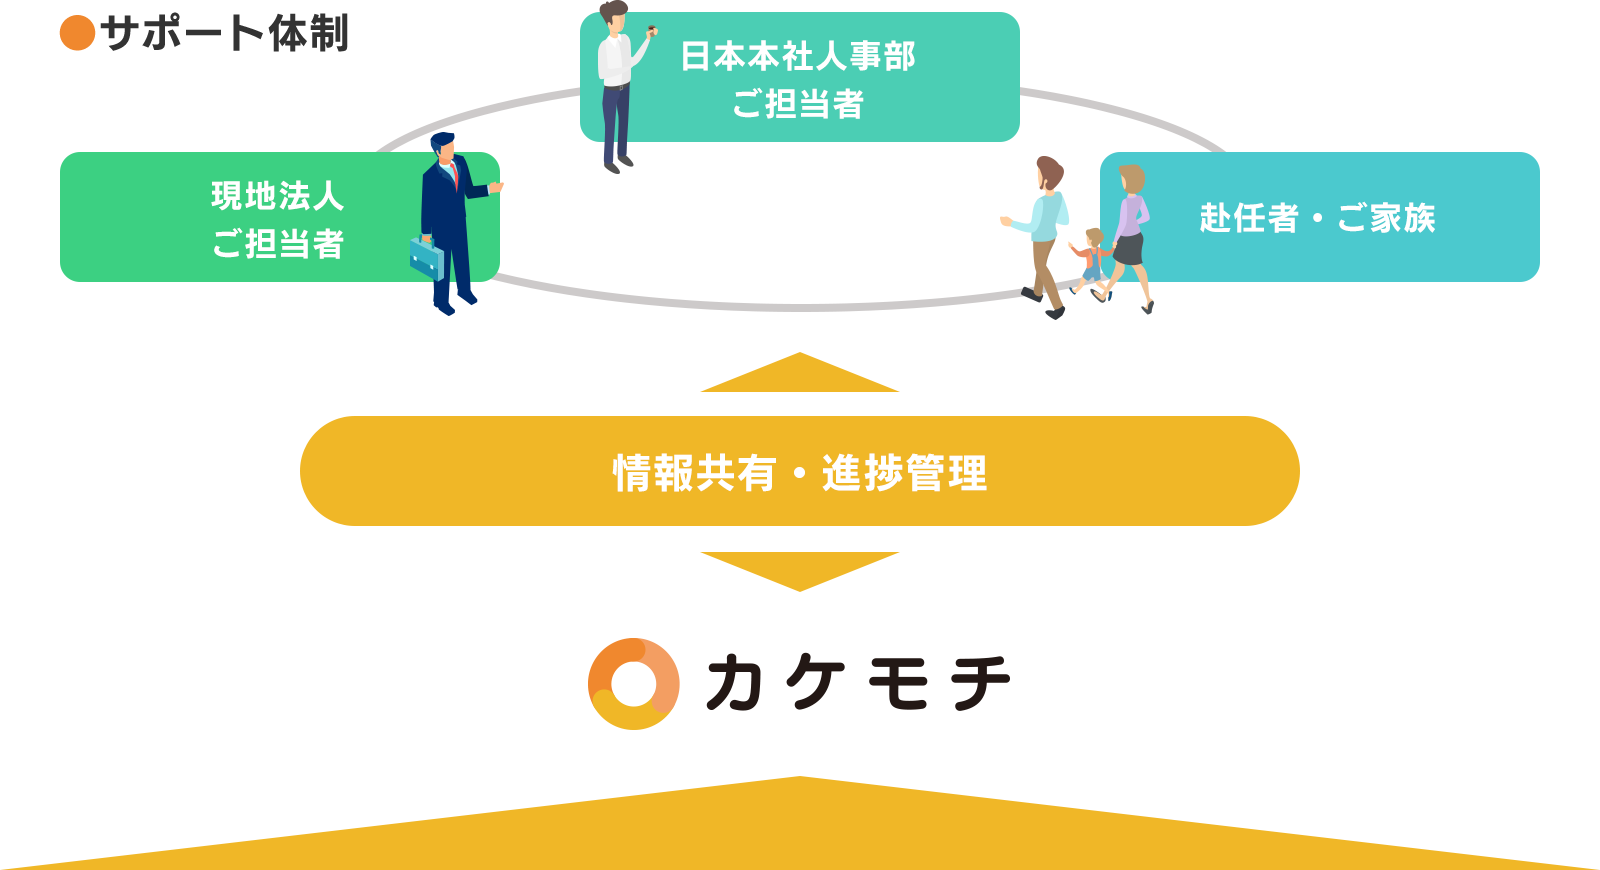 ●サポート体制
日本本社人事部
ご担当者
現地法人
ご担当者
赴任者・ご家族
情報共有・進捗管理
カケモチ